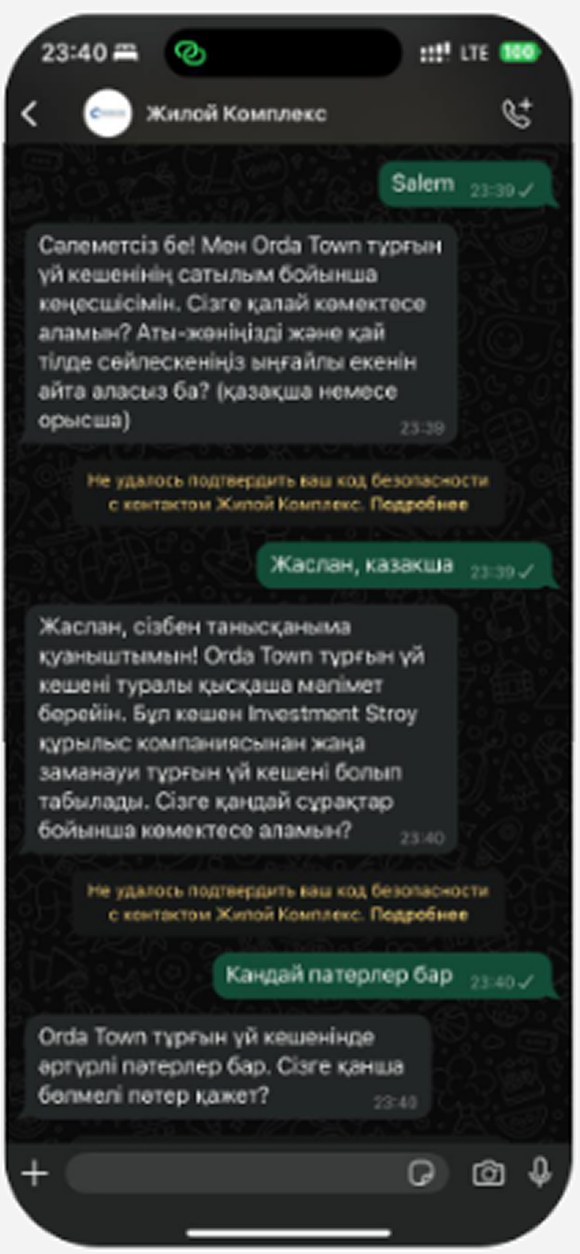 23:40
LTE
100
Жилой Комплекс
Salem 23:39
Сәлеметсіз бе! Мен Orda Town тұрғын
үй кешенінің сатылым бойынша
кеңесшісімін. Сізге қалай көмектесе
аламын? Аты-жөніңізді және қай
тілде сөйлескеніңіз ыңғайлы екенін
айта аласыз ба? (қазақша немесе
орысша) 23:39
Не удалось подтвердить ваш код безопасности
с контактом Жилой Комплекс. Подробнее
Жаслан, казакша 23:39
Жаслан, сізбен танысқаныма
қуаныштымын! Orda Town тұрғын үй
кешені туралы қысқаша мәлімет
берейін. Бұл кешен Investment Stroy
құрылыс компаниясынан жаңа
заманауи тұрғын үй кешені болып
табылады. Сізге қандай сұрақтар
бойынша көмектесе аламын? 23:40
Не удалось подтвердить ваш код безопасности
с контактом Жилой Комплекс. Подробнее
Кандай патерлер бар 23:40
Orda Town тұрғын үй кешенінде
әртүрлі пәтерлер бар. Сізге қанша
бөлмелі пәтер қажет? 23:40